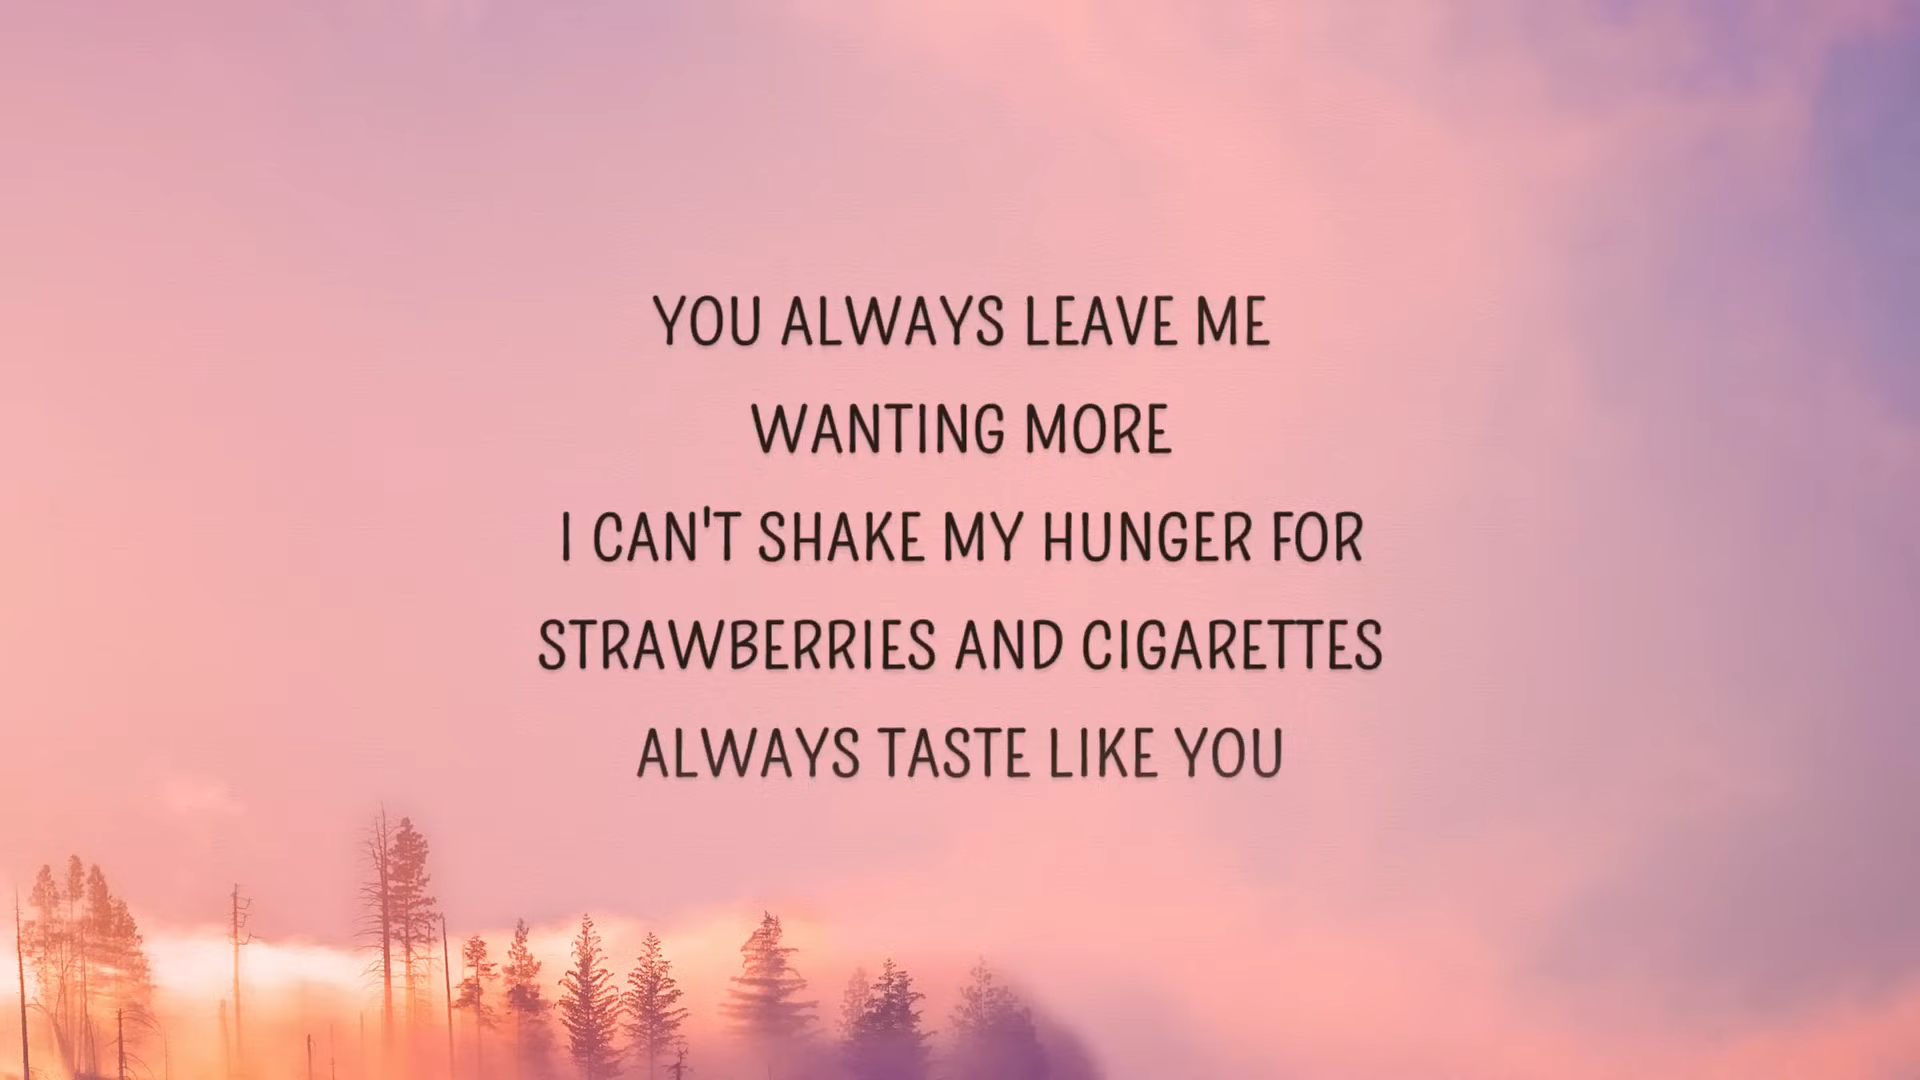 YOU ALWAYS LEAVE ME
WANTING MORE
I CAN'T SHAKE MY HUNGER FOR
STRAWBERRIES AND CIGARETTES
ALWAYS TASTE LIKE YOU